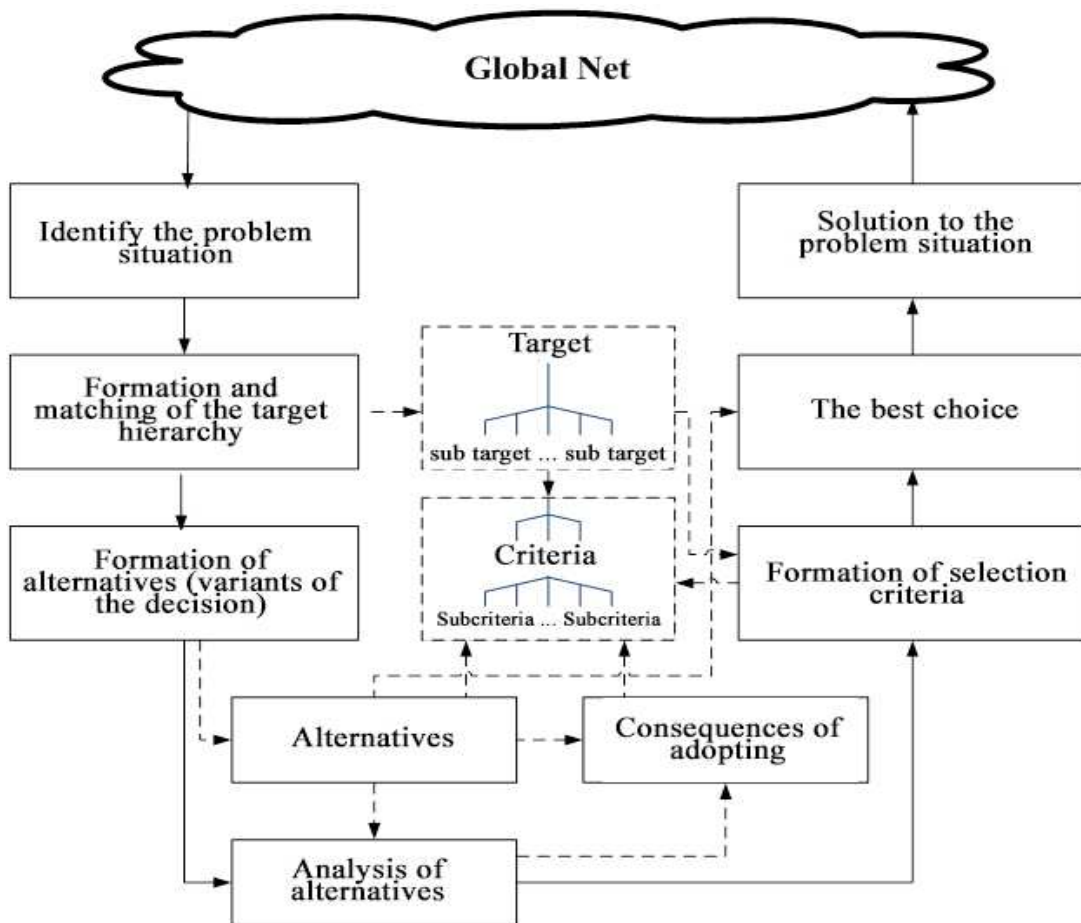 Global Net
Identify the problem
situation
Solution to the
problem situation
Formation and
matching of the target
hierarchy
Target
sub target ... sub target
The best choice
Formation of
alternatives (variants of
the decision)
Criteria
Subcriteria ... Subcriteria
Formation of selection
criteria
Alternatives
Consequences of
adopting
Analysis of
alternatives